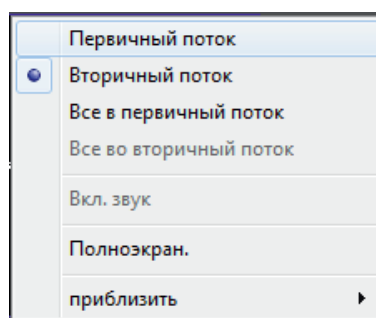 Первичный поток
Вторичный поток
Все в первичный поток
Все во вторичный поток
Вкл. звук
Полноэкран.
приблизить